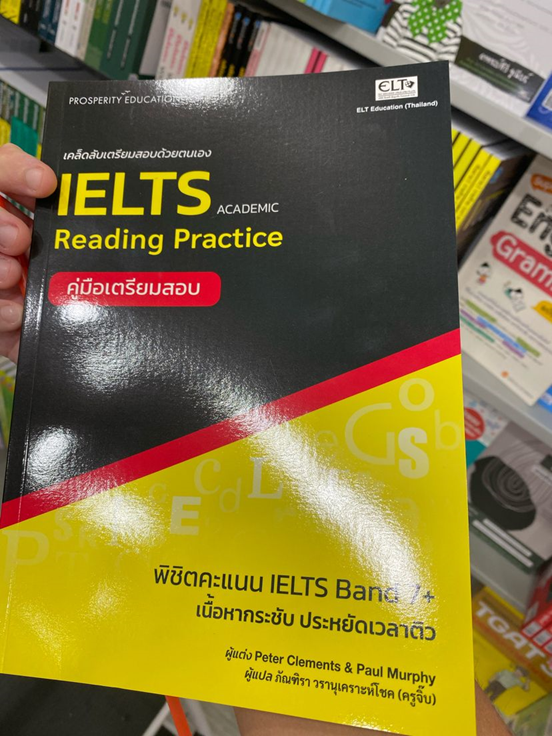 PROSPERITY EDUCATION
ELT
ELT Education (Thailand)
เคล็ดลับเตรียมสอบด้วยตนเอง
IELTS ACADEMIC
Reading Practice
คู่มือเตรียมสอบ
พิชิตคะแนน IELTS Band 7+
เนื้อหากระชับ ประหยัดเวลาติว
ผู้แต่ง Peter Clements & Paul Murphy
ผู้แปล ภัณฑิรา วรานุเคราะห์โชค (ครูจิ๊บ)
TGAT